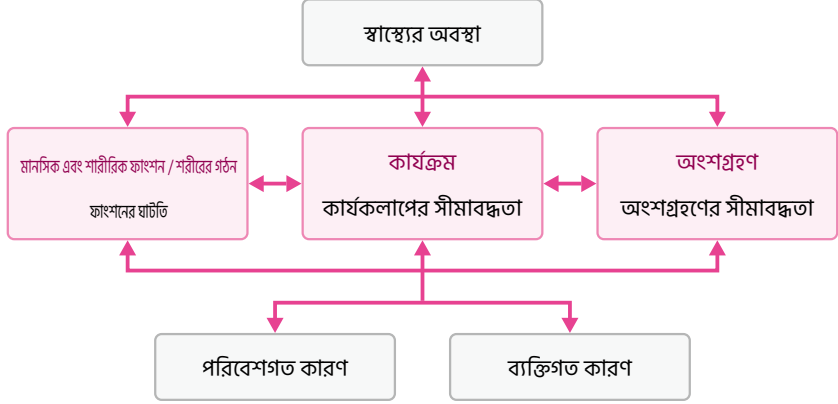 স্বাস্থ্যের অবস্থা
মানসিক এবং শারীরিক ফাংশন / শরীরের গঠন
ফাংশনের ঘাটতি
কার্যক্রম
কার্যকলাপের সীমাবদ্ধতা
অংশগ্রহণ
অংশগ্রহণের সীমাবদ্ধতা
পরিবেশগত কারণ
ব্যক্তিগত কারণ